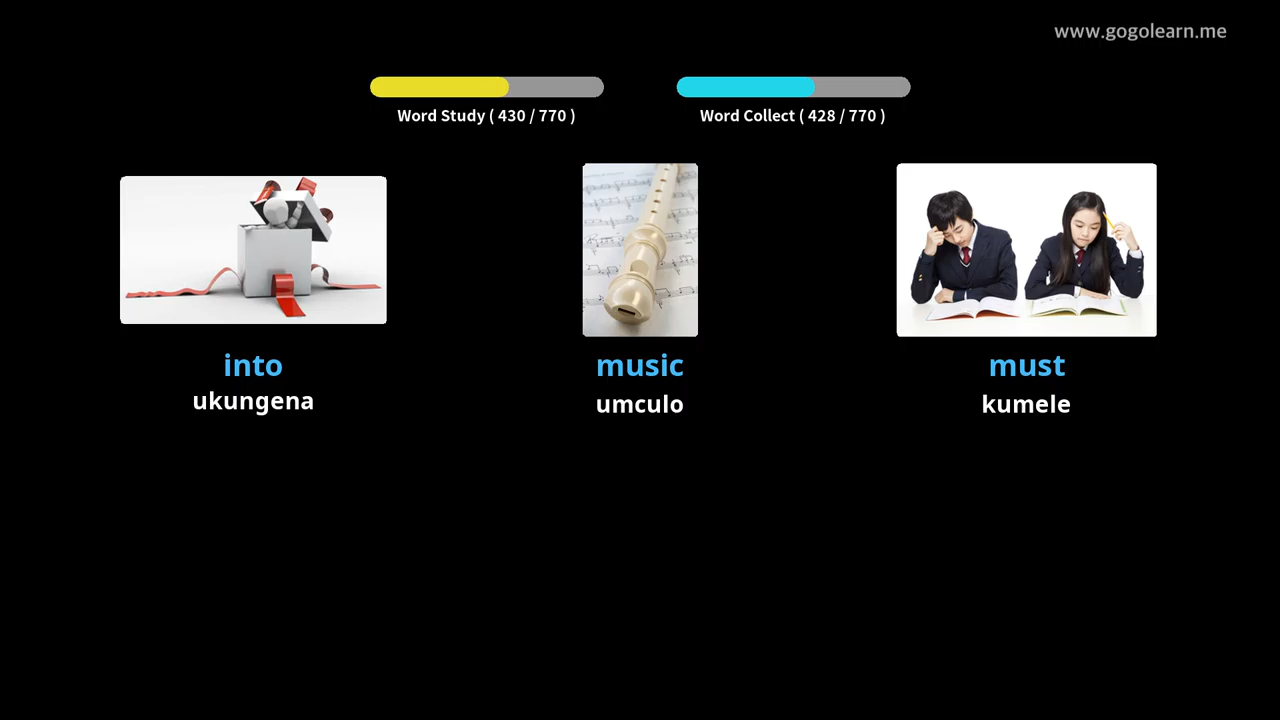 www.gogolearn.me
Word Study ( 430 / 770 )
Word Collect ( 428 / 770 )
into
ukungena
music
umculo
must
kumele